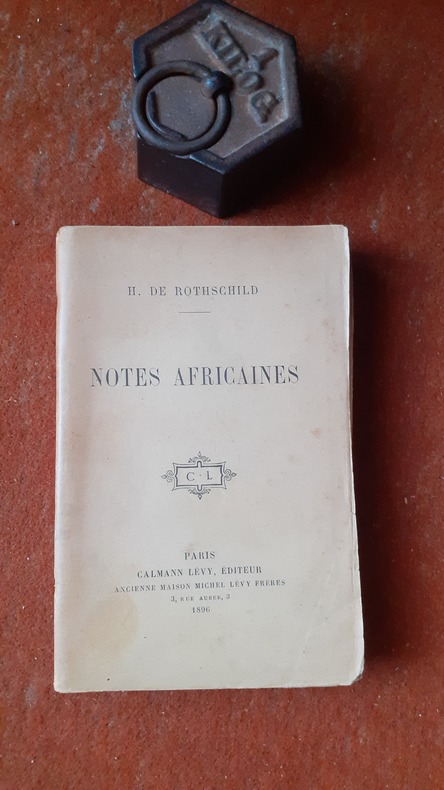 1
KILOG.
H. DE ROTHSCHILD
NOTES AFRICAINES
C-L
PARIS
CALMANN LÉVY, ÉDITEUR
ANCIENNE MAISON MICHEL LÉVY FRÈRES
3, RUE AUBER, 3
1896